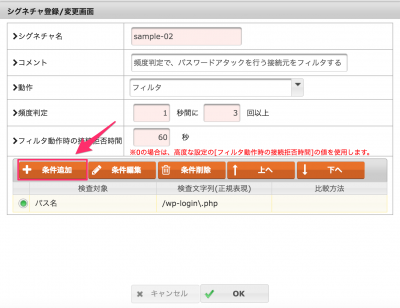 シグネチャ登録/変更画面
シグネチャ名 sample-02
コメント 頻度判定で、パスワードアタックを行う接続元をフィルタする
動作 フィルタ
頻度判定 1 秒間に 3 回以上
フィルタ動作時の接続拒否時間 60 秒
※0の場合は、高度な設定の[フィルタ動作時の接続拒否時間]の値を使用します。
条件追加 条件編集 条件削除 上へ 下へ
検査対象 検査文字列(正規表現) 比較方法
パス名 /wp-login\.php
キャンセル OK